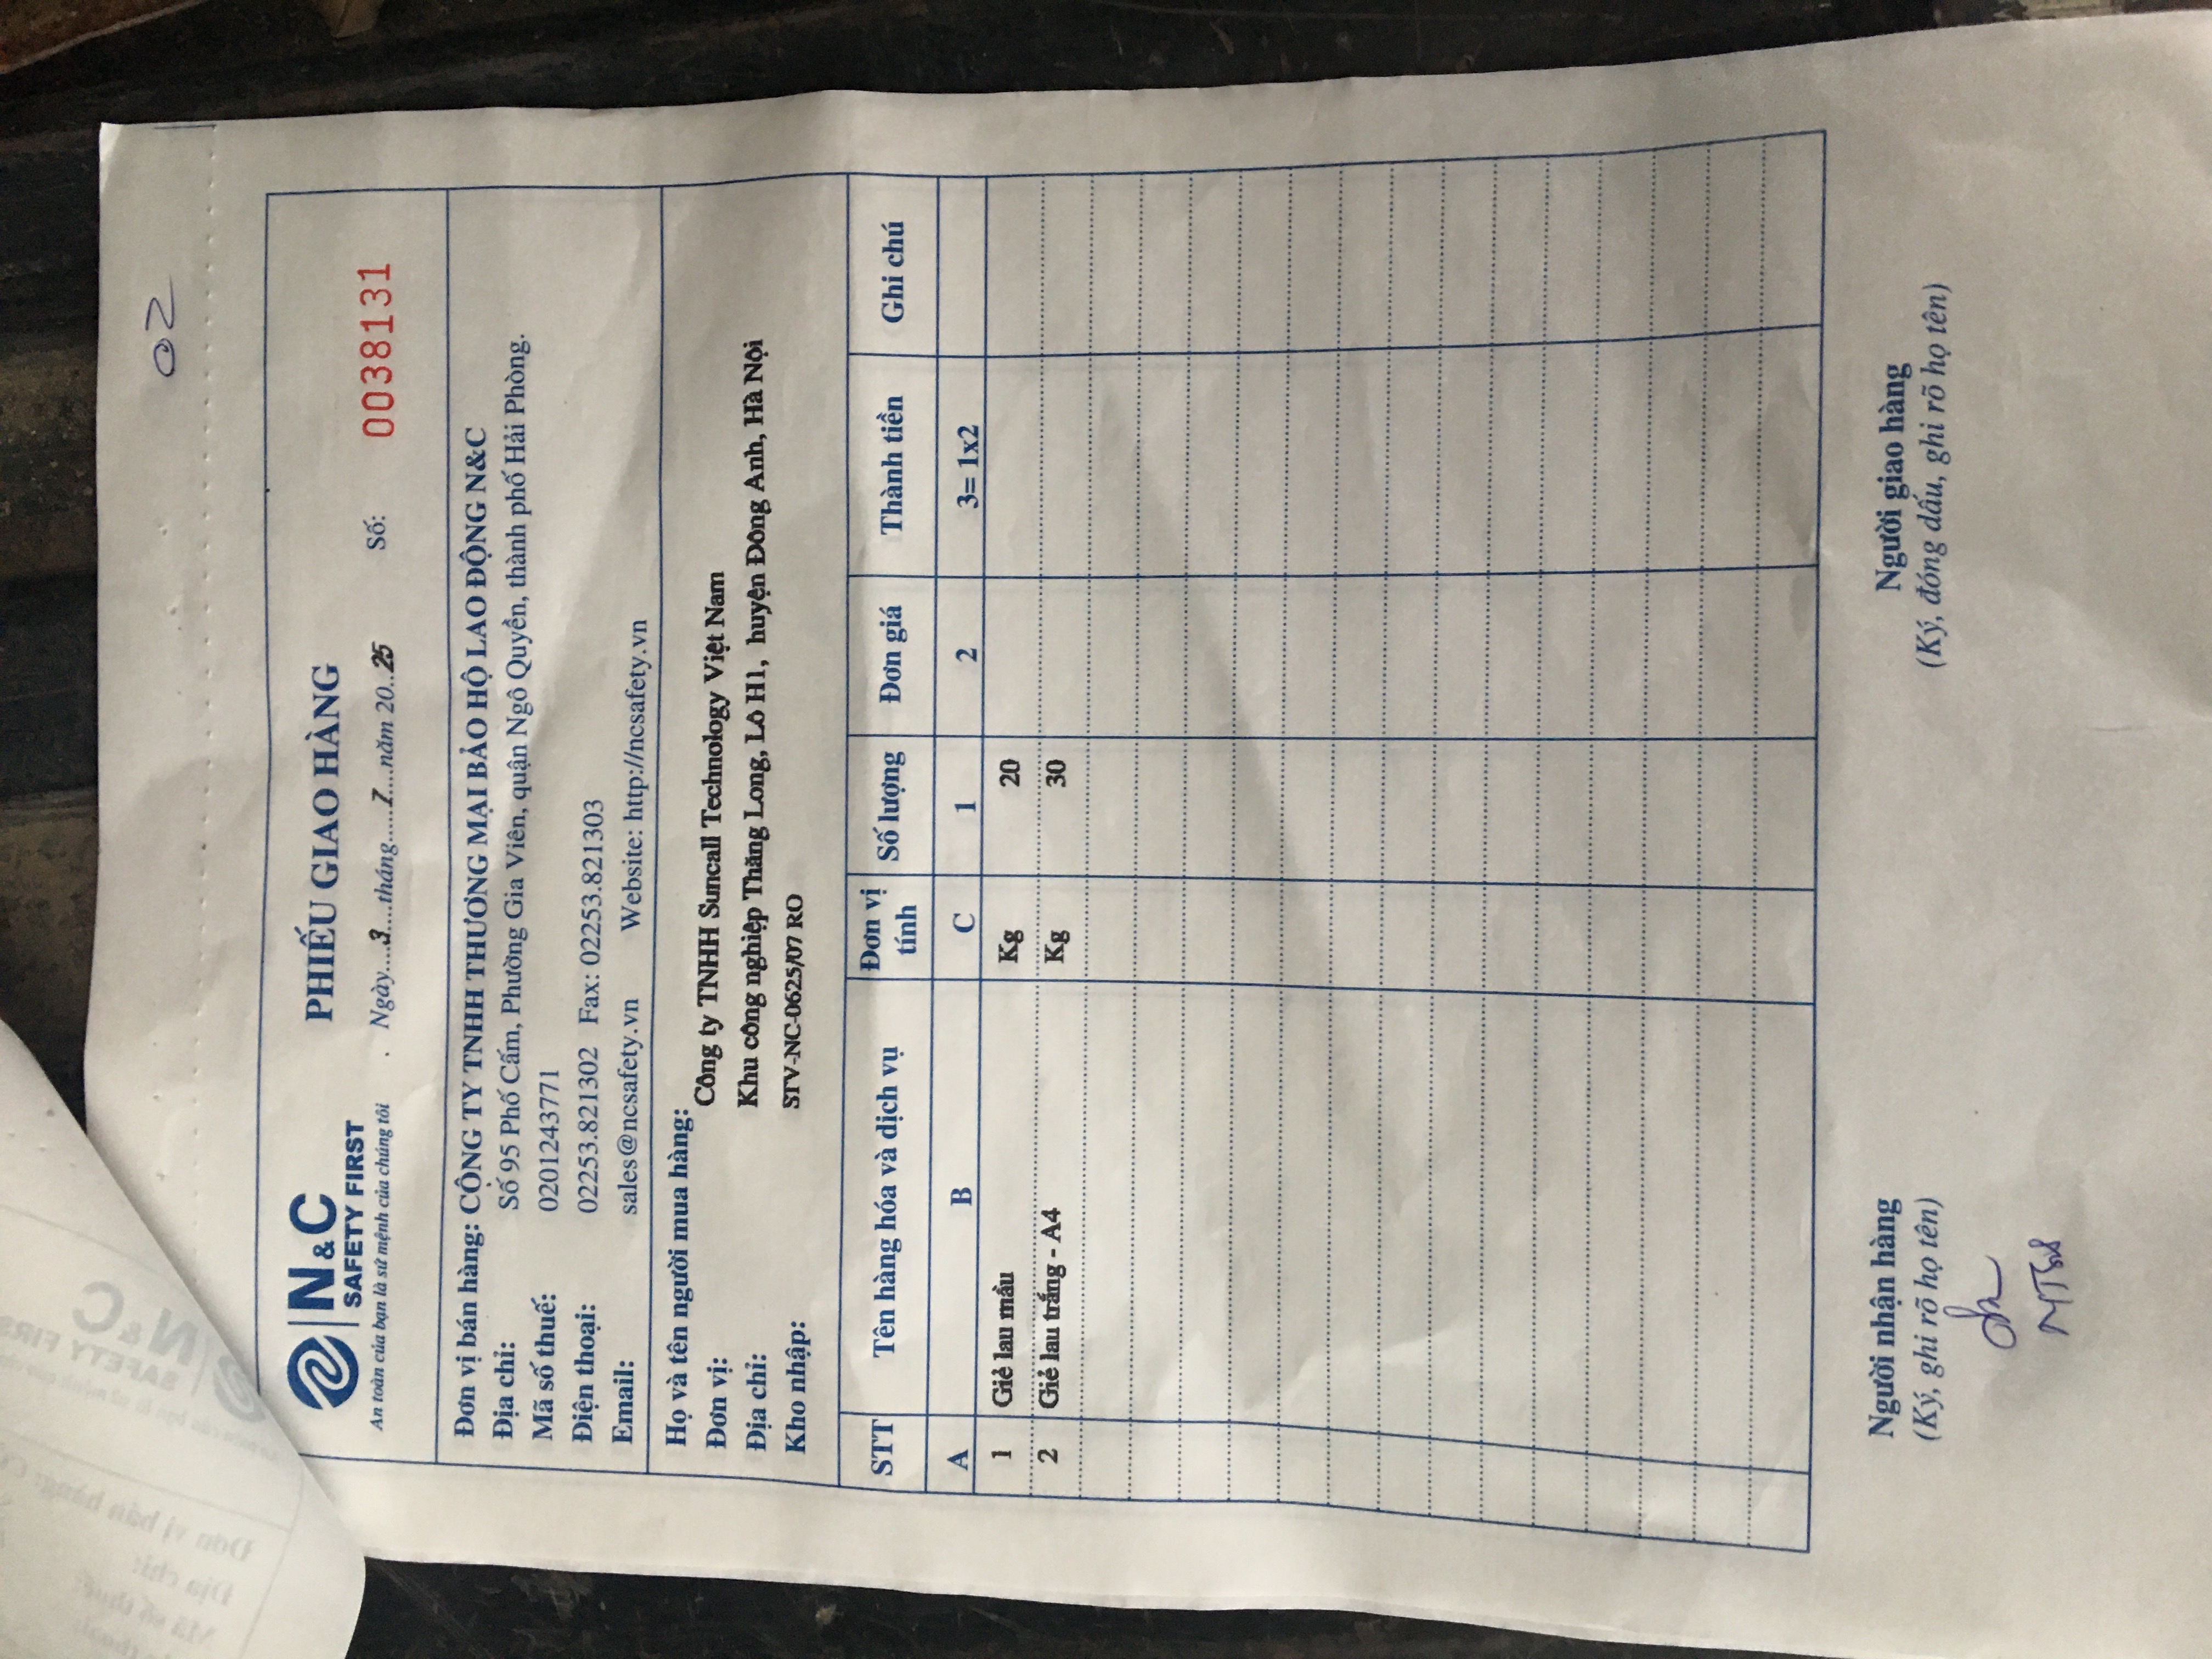 02
N&C
SAFETY FIRST
An toàn của bạn là sứ mệnh của chúng tôi
PHIẾU GIAO HÀNG
Ngày...3...tháng.....7...năm 20..25
Số: 0038131
Đơn vị bán hàng: CÔNG TY TNHH THƯƠNG MẠI BẢO HỘ LAO ĐỘNG N&C
Địa chỉ: Số 95 Phố Cấm, Phường Gia Viên, quận Ngô Quyền, thành phố Hải Phòng.
Mã số thuế: 0201243771
Điện thoại: 02253.821302 Fax: 02253.821303
Email: sales@ncsafety.vn Website: http://ncsafety.vn
Họ và tên người mua hàng:
Đơn vị: Công ty TNHH Suncall Technology Việt Nam
Địa chỉ: Khu công nghiệp Thăng Long, Lô H1, huyện Đông Anh, Hà Nội
Kho nhập: STV-NC-0625/07 RO
STT Tên hàng hóa và dịch vụ Đơn vị tính Số lượng Đơn giá Thành tiền Ghi chú
A B C 1 2 3= 1x2
1 Giẻ lau mầu Kg 20
2 Giẻ lau trắng - A4 Kg 30
Người nhận hàng Người giao hàng
(Ký, ghi rõ họ tên) (Ký, đóng dấu, ghi rõ họ tên)